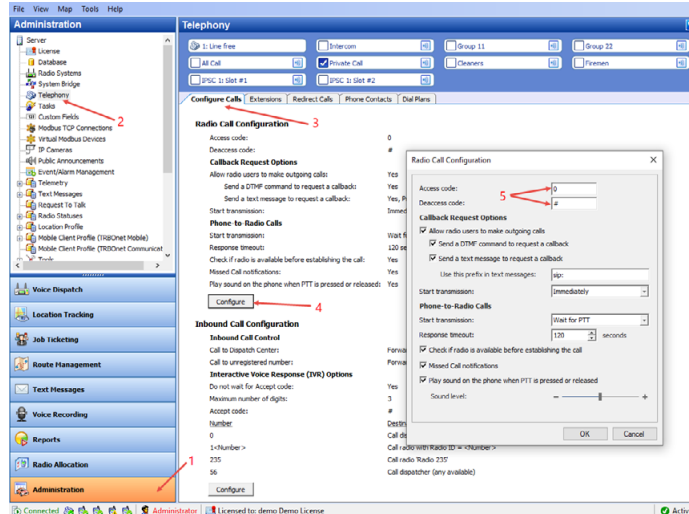 File View Map Tools Help
Administration
Server
License
Database
Radio Systems
System Bridge
Telephony
Tasks
Custom Fields
Modbus TCP Connections
Virtual Modbus Devices
IP Cameras
Public Announcements
Event/Alarm Management
Telemetry
Text Messages
Request To Talk
Radio Statuses
Location Profile
Mobile Client Profile (TRBOnet Mobile)
Mobile Client Profile (TRBOnet Communicat
Tools
2
Voice Dispatch
Location Tracking
Job Ticketing
Route Management
Text Messages
Voice Recording
Reports
Radio Allocation
Administration
1
Telephony
1: Line free Intercom Group 11 Group 22
All Call Private Call Cleaners Firemen
IPSC 1: Slot #1 IPSC 1: Slot #2
Configure Calls Extensions Redirect Calls Phone Contacts Dial Plans
3
Radio Call Configuration
Access code: 0
Deaccess code: #
Callback Request Options
Allow radio users to make outgoing calls: Yes
Send a DTMF command to request a callback: Yes
Send a text message to request a callback: Yes, P
Start transmission: Immed
Phone-to-Radio Calls
Start transmission: Wait f
Response timeout: 120 se
Check if radio is available before establishing the call: Yes
Missed Call notifications: Yes
Play sound on the phone when PTT is pressed or released: Yes
Configure
4
Inbound Call Configuration
Inbound Call Control
Call to Dispatch Center: Forwa
Call to unregistered number: Forwa
Interactive Voice Response (IVR) Options
Do not wait for Accept code: Yes
Maximum number of digits: 3
Accept code: #
Number Destin
0 Call di
1<Number> Call radio with Radio ID = <Number>
235 Call radio 'Radio 235'
56 Call dispatcher (any available)
Configure
Radio Call Configuration
Access code: 0
5
Deaccess code: #
Callback Request Options
Allow radio users to make outgoing calls
Send a DTMF command to request a callback
Send a text message to request a callback
Use this prefix in text messages: sip:
Start transmission: Immediately
Phone-to-Radio Calls
Start transmission: Wait for PTT
Response timeout: 120 seconds
Check if radio is available before establishing the call
Missed Call notifications
Play sound on the phone when PTT is pressed or released
Sound level:
OK Cancel
Connected Administrator Licensed to: demo Demo License Activ